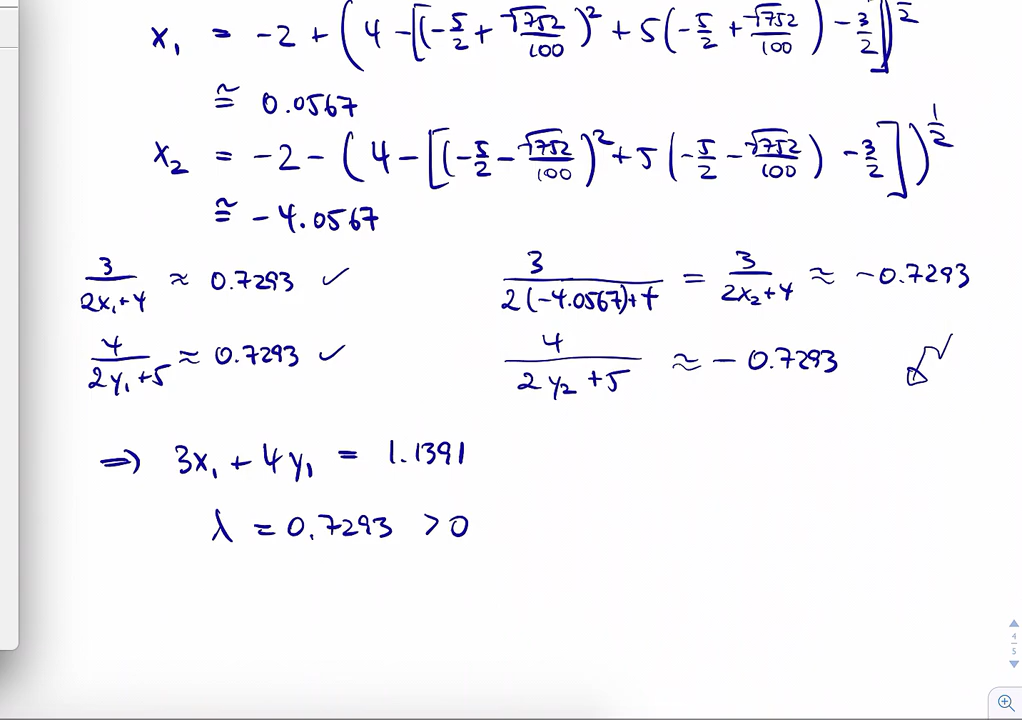 x₁ = -2 + (4 - [(-5/2 + √752/100)² + 5(-5/2 + √752/100) - 3/2])^1/2
≅ 0.0567
x₂ = -2 - (4 - [(-5/2 - √752/100)² + 5(-5/2 - √752/100) - 3/2])^1/2
≅ -4.0567
3/(2x₁+4) ≈ 0.7293 ✓ 3/(2(-4.0567)+4) = 3/(2x₂+4) ≈ -0.7293
4/(2y₁+5) ≈ 0.7293 ✓ 4/(2y₂+5) ≈ -0.7293
⇒ 3x₁ + 4y₁ = 1.1391
λ = 0.7293 > 0
4
5